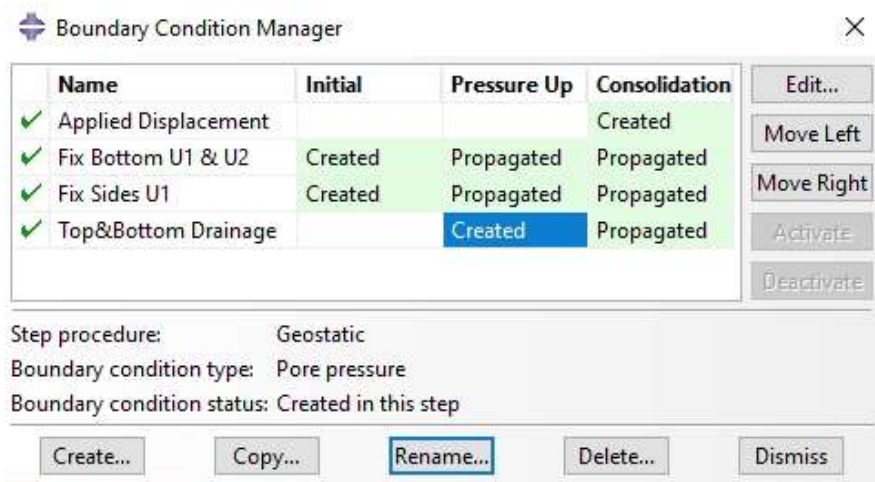 Boundary Condition Manager
Name Initial Pressure Up Consolidation Edit...
Applied Displacement Created Move Left
Fix Bottom U1 & U2 Created Propagated Propagated
Fix Sides U1 Created Propagated Propagated Move Right
Top&Bottom Drainage Created Propagated Activate
Deactivate
Step procedure: Geostatic
Boundary condition type: Pore pressure
Boundary condition status: Created in this step
Create... Copy... Rename... Delete... Dismiss